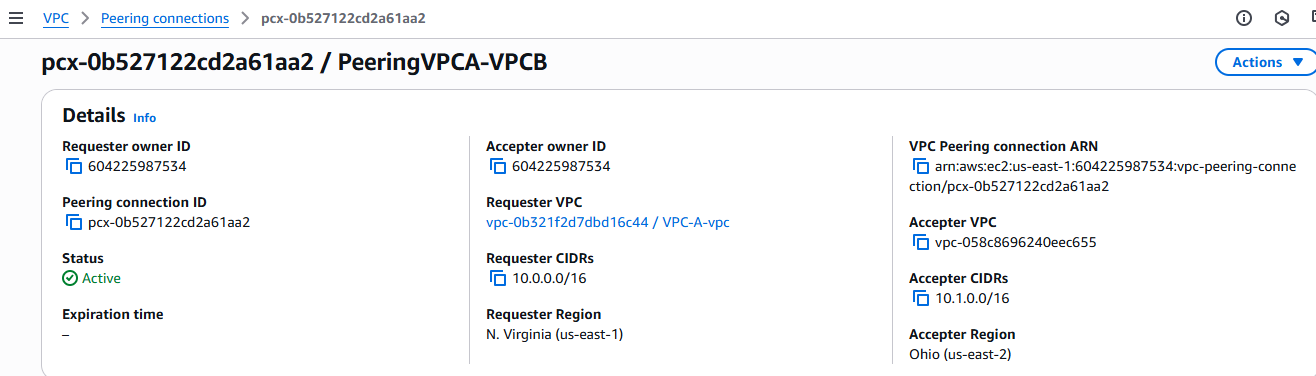 VPC > Peering connections > pcx-0b527122cd2a61aa2
pcx-0b527122cd2a61aa2 / PeeringVPCA-VPCB
Actions
Details Info
Requester owner ID
604225987534
Peering connection ID
pcx-0b527122cd2a61aa2
Status
Active
Expiration time
–
Accepter owner ID
604225987534
Requester VPC
vpc-0b321f2d7dbd16c44 / VPC-A-vpc
Requester CIDRs
10.0.0.0/16
Requester Region
N. Virginia (us-east-1)
VPC Peering connection ARN
arn:aws:ec2:us-east-1:604225987534:vpc-peering-conne
ction/pcx-0b527122cd2a61aa2
Accepter VPC
vpc-058c8696240eec655
Accepter CIDRs
10.1.0.0/16
Accepter Region
Ohio (us-east-2)